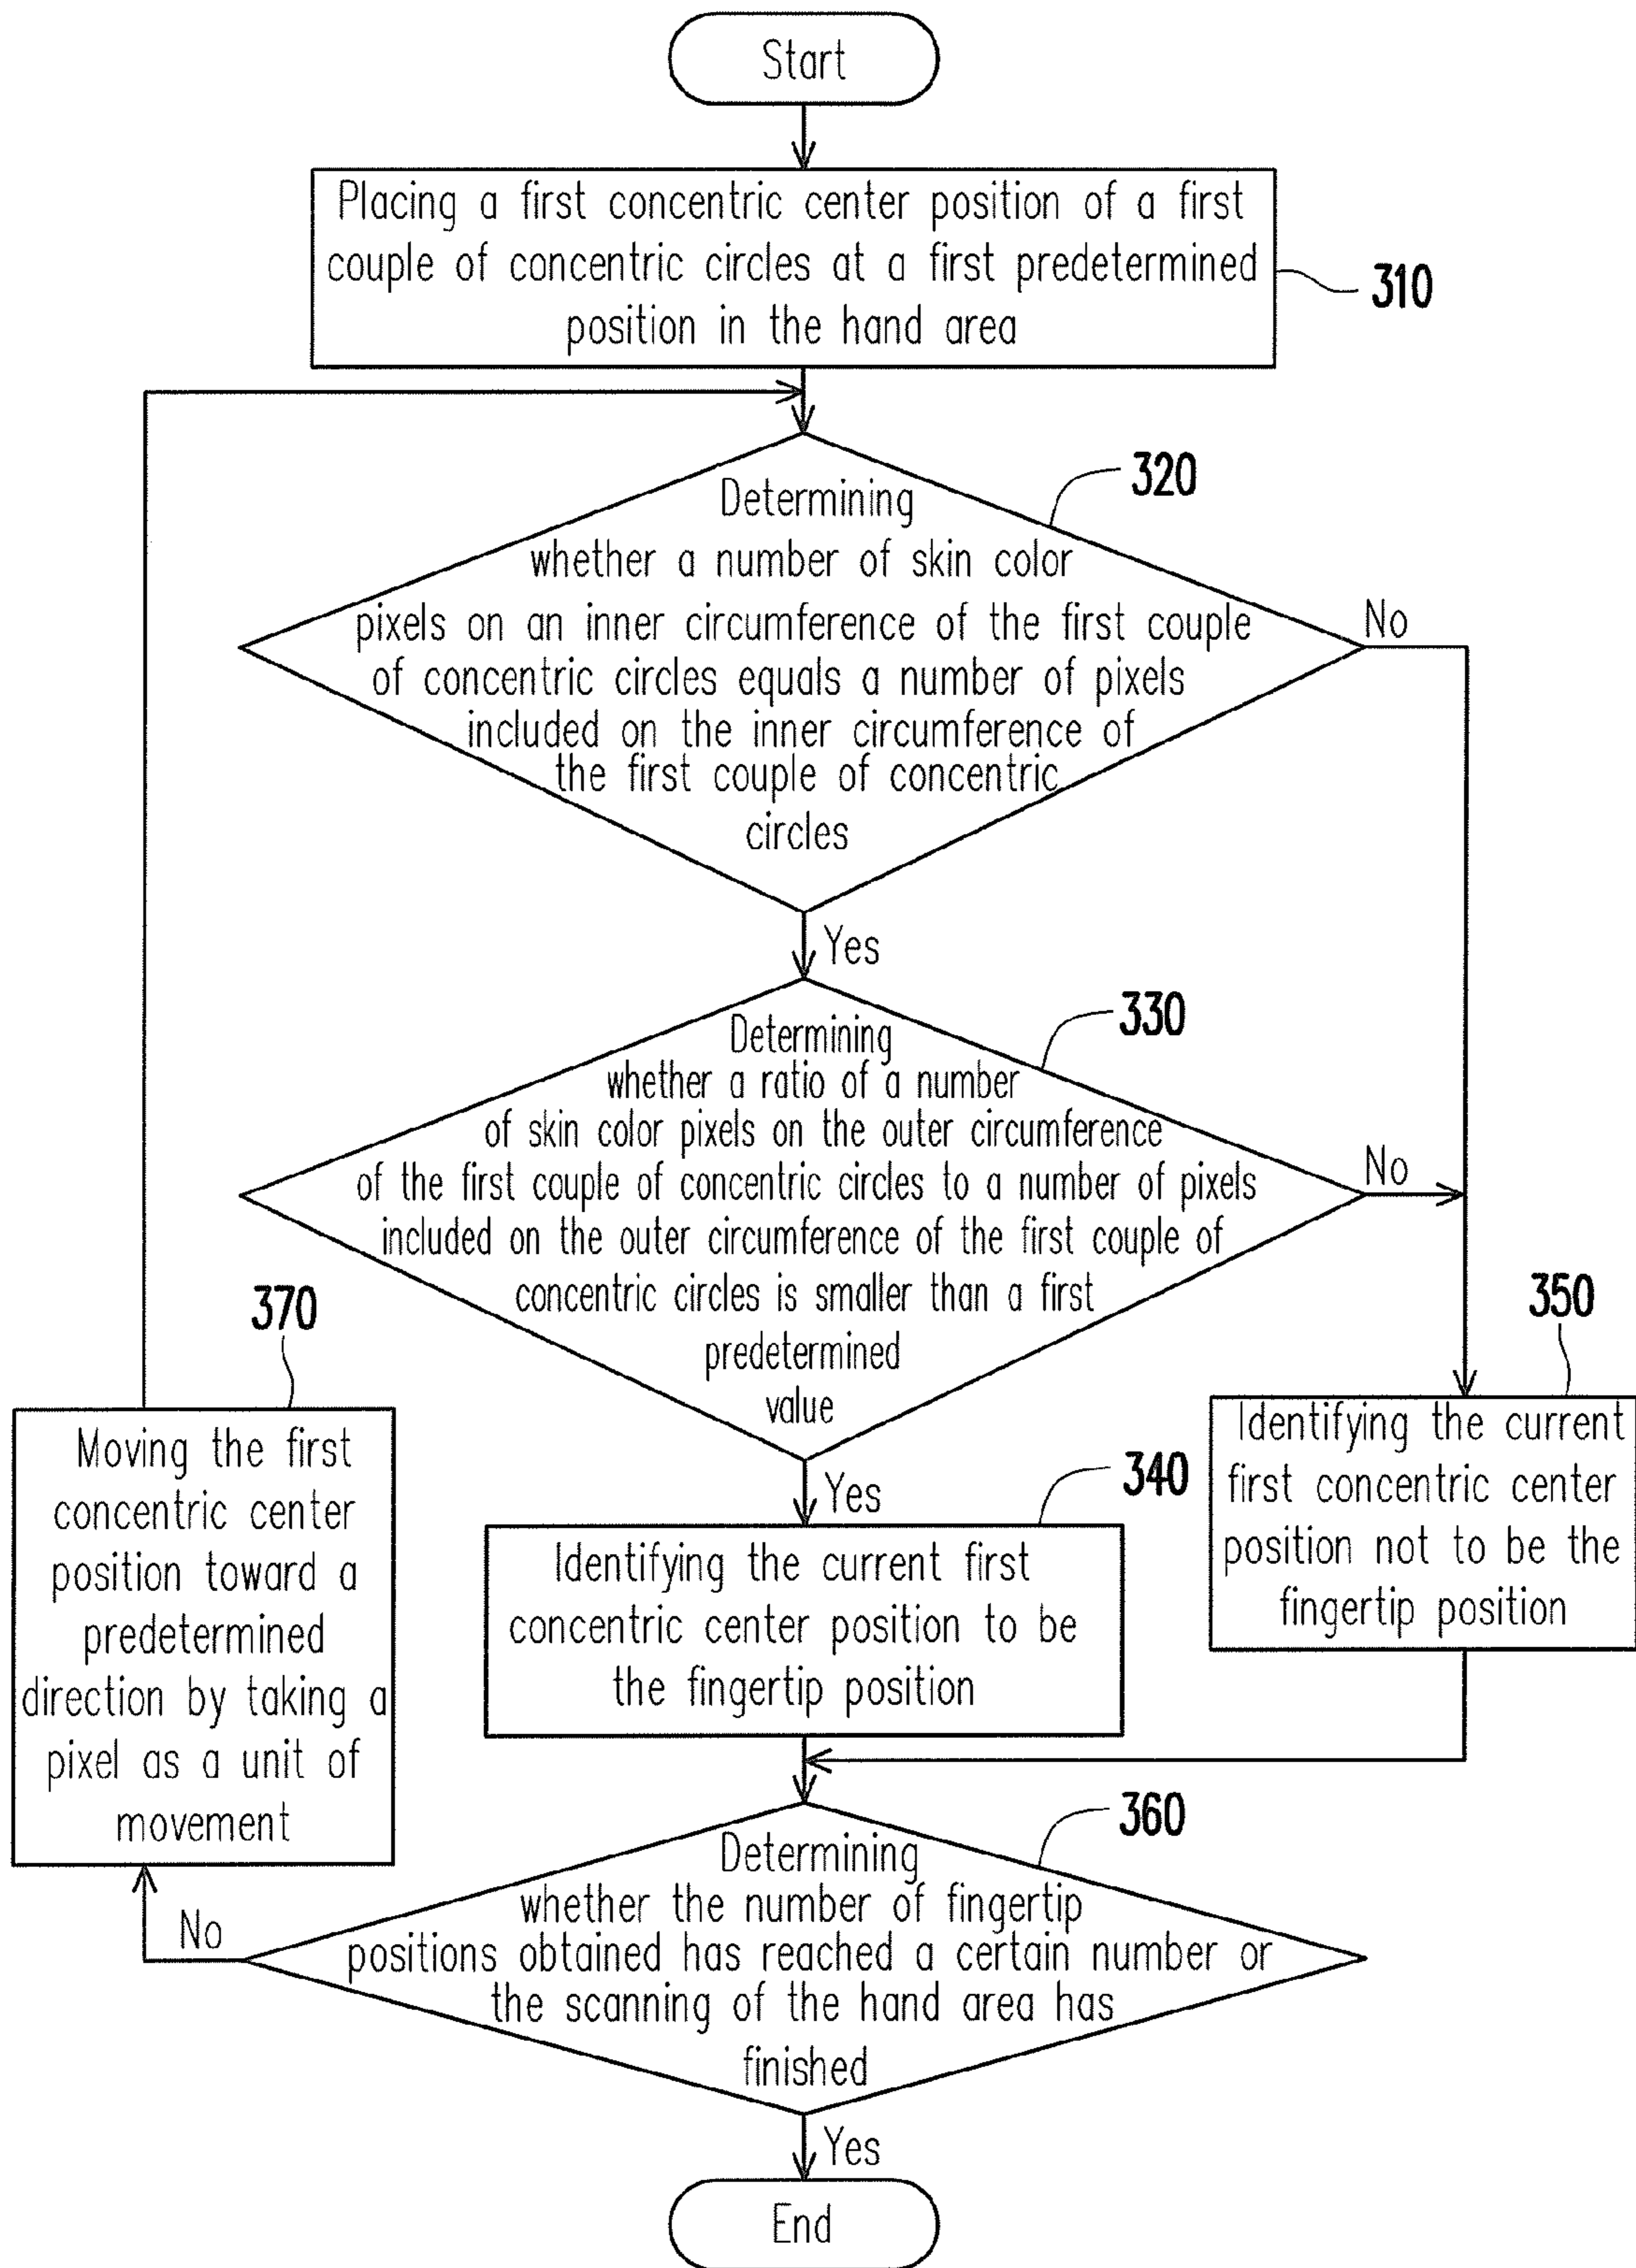 Start
Placing a first concentric center position of a first
couple of concentric circles at a first predetermined
position in the hand area
310
320
Determining
whether a number of skin color
pixels on an inner circumference of the first couple
of concentric circles equals a number of pixels
included on the inner circumference of
the first couple of concentric
circles
No
Yes
330
Determining
whether a ratio of a number
of skin color pixels on the outer circumference
of the first couple of concentric circles to a number of pixels
included on the outer circumference of the first couple of
concentric circles is smaller than a first
predetermined
value
No
Yes
340
Identifying the current first
concentric center position to be
the fingertip position
350
Identifying the current
first concentric center
position not to be the
fingertip position
360
Determining
whether the number of fingertip
positions obtained has reached a certain number or
the scanning of the hand area has
finished
No
370
Moving the first
concentric center
position toward a
predetermined
direction by taking a
pixel as a unit of
movement
Yes
End